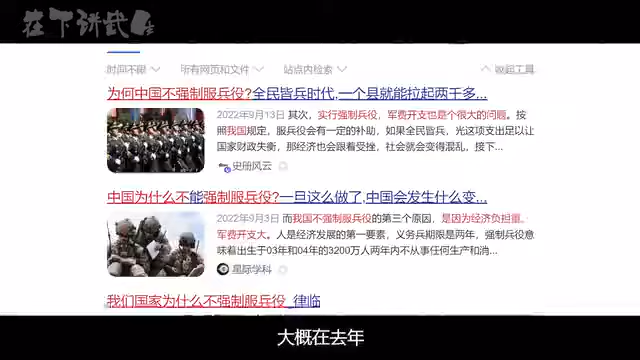 在下讲武堂
时间不限 所有网页和文件 站点内检索 收起工具
为何中国不强制服兵役?全民皆兵时代,一个县就能拉起两千多...
2022年9月13日 其次，实行强制兵役，军费开支也是个很大的问题。按
照我国规定，服兵役会有一定的补助，如果全民皆兵，光这项支出足以让
国家财政失衡，那经济也会跟着受挫，社会就会变得混乱，接下...
史册风云
中国为什么不能强制服兵役?一旦这么做了,中国会发生什么变...
2022年9月3日 而我国不强制服兵役的第三个原因，是因为经济负担重、
军费开支大。人是经济发展的第一要素，义务兵期限是两年，强制兵役意
味着出生于03年和04年的3200万人两年内不从事任何生产和消...
星际学科
我们国家为什么不强制服兵役_律临
大概在去年